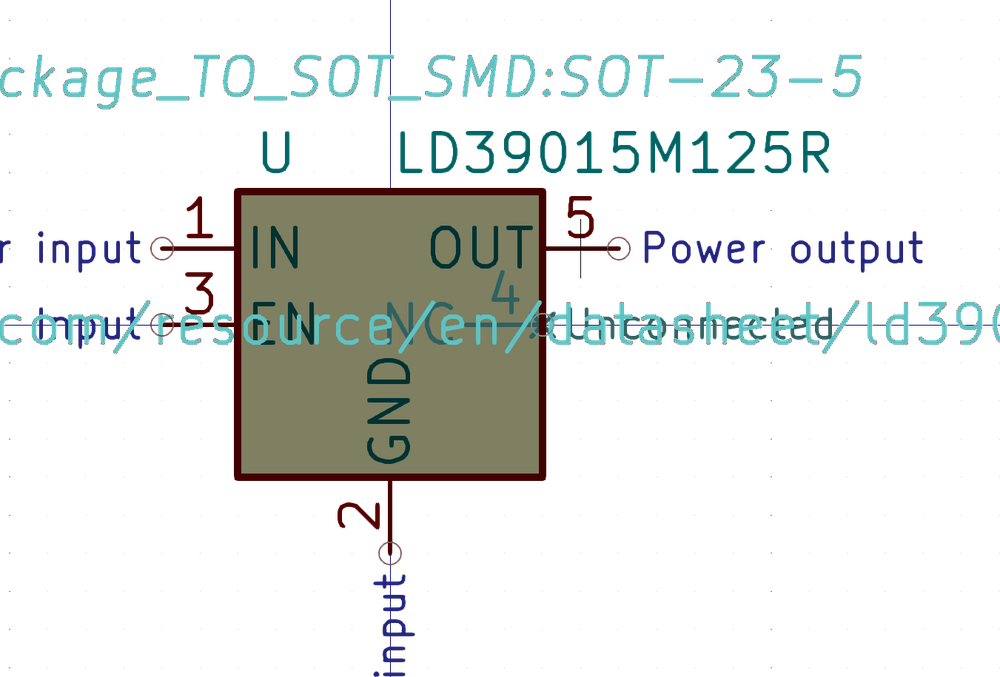 ckage_TO_SOT_SMD:SOT-23-5
U LD39015M125R
1 5
r input IN OUT Power output
3 4
input EN NC Unconnected
com/resource/en/datasheet/ld390
GND
2
input